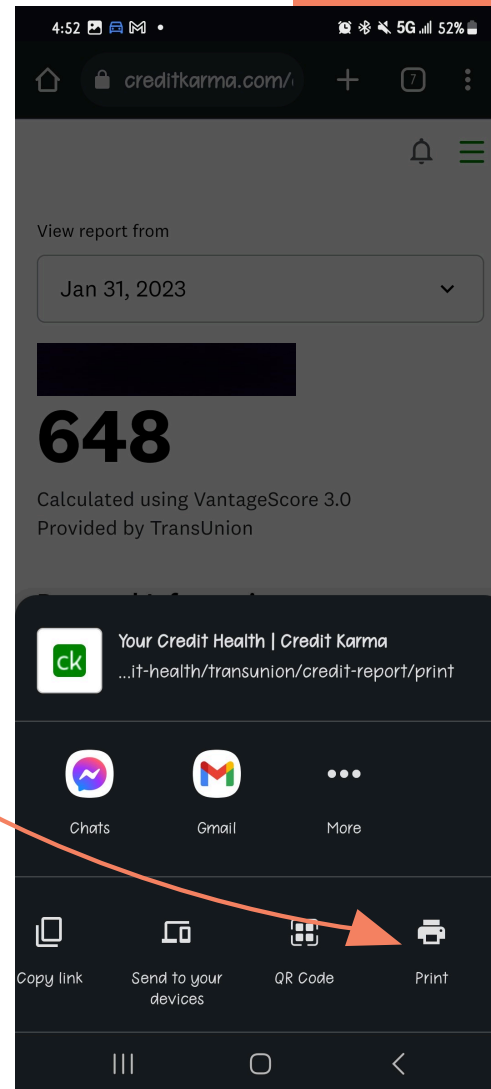 4:52
5G 52%
creditkarma.com/
7
View report from
Jan 31, 2023
648
Calculated using VantageScore 3.0
Provided by TransUnion
ck
Your Credit Health | Credit Karma
...it-health/transunion/credit-report/print
Chats
Gmail
More
Copy link
Send to your
devices
QR Code
Print